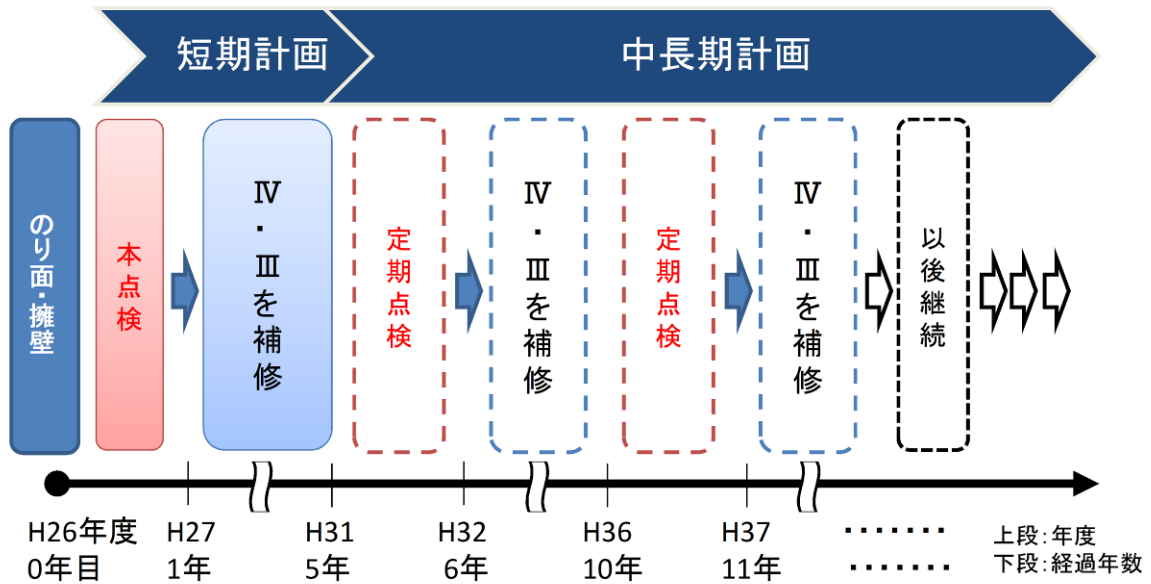 短期計画
中長期計画
のり面・擁壁
本点検
Ⅳ・Ⅲを補修
定期点検
Ⅳ・Ⅲを補修
定期点検
Ⅳ・Ⅲを補修
以後継続
H26年度
H27
H31
H32
H36
H37
・・・・・・・
上段:年度
0年目
1年
5年
6年
10年
11年
・・・・・・・
下段:経過年数